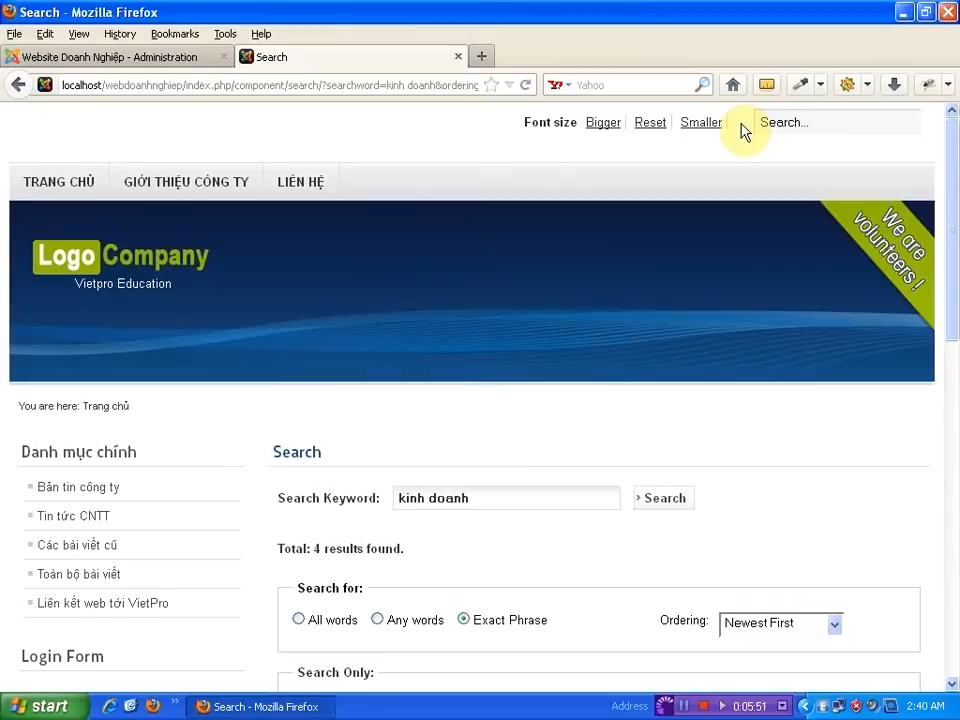 Search - Mozilla Firefox
File Edit View History Bookmarks Tools Help
Website Doanh Nghiệp - Administration
Search
localhost/webdoanhnghiep/index.php/component/search/?searchword=kinh doanh&ordering
Yahoo
Font size Bigger Reset Smaller Search...
TRANG CHỦ GIỚI THIỆU CÔNG TY LIÊN HỆ
Logo Company
Vietpro Education
We are volunteers !
You are here: Trang chủ
Danh mục chính
Bản tin công ty
Tin tức CNTT
Các bài viết cũ
Toàn bộ bài viết
Liên kết web tới VietPro
Login Form
Search
Search Keyword: kinh doanh Search
Total: 4 results found.
Search for:
All words Any words Exact Phrase Ordering: Newest First
Search Only:
start Search - Mozilla Firefox Address 0:05:51 2:40 AM